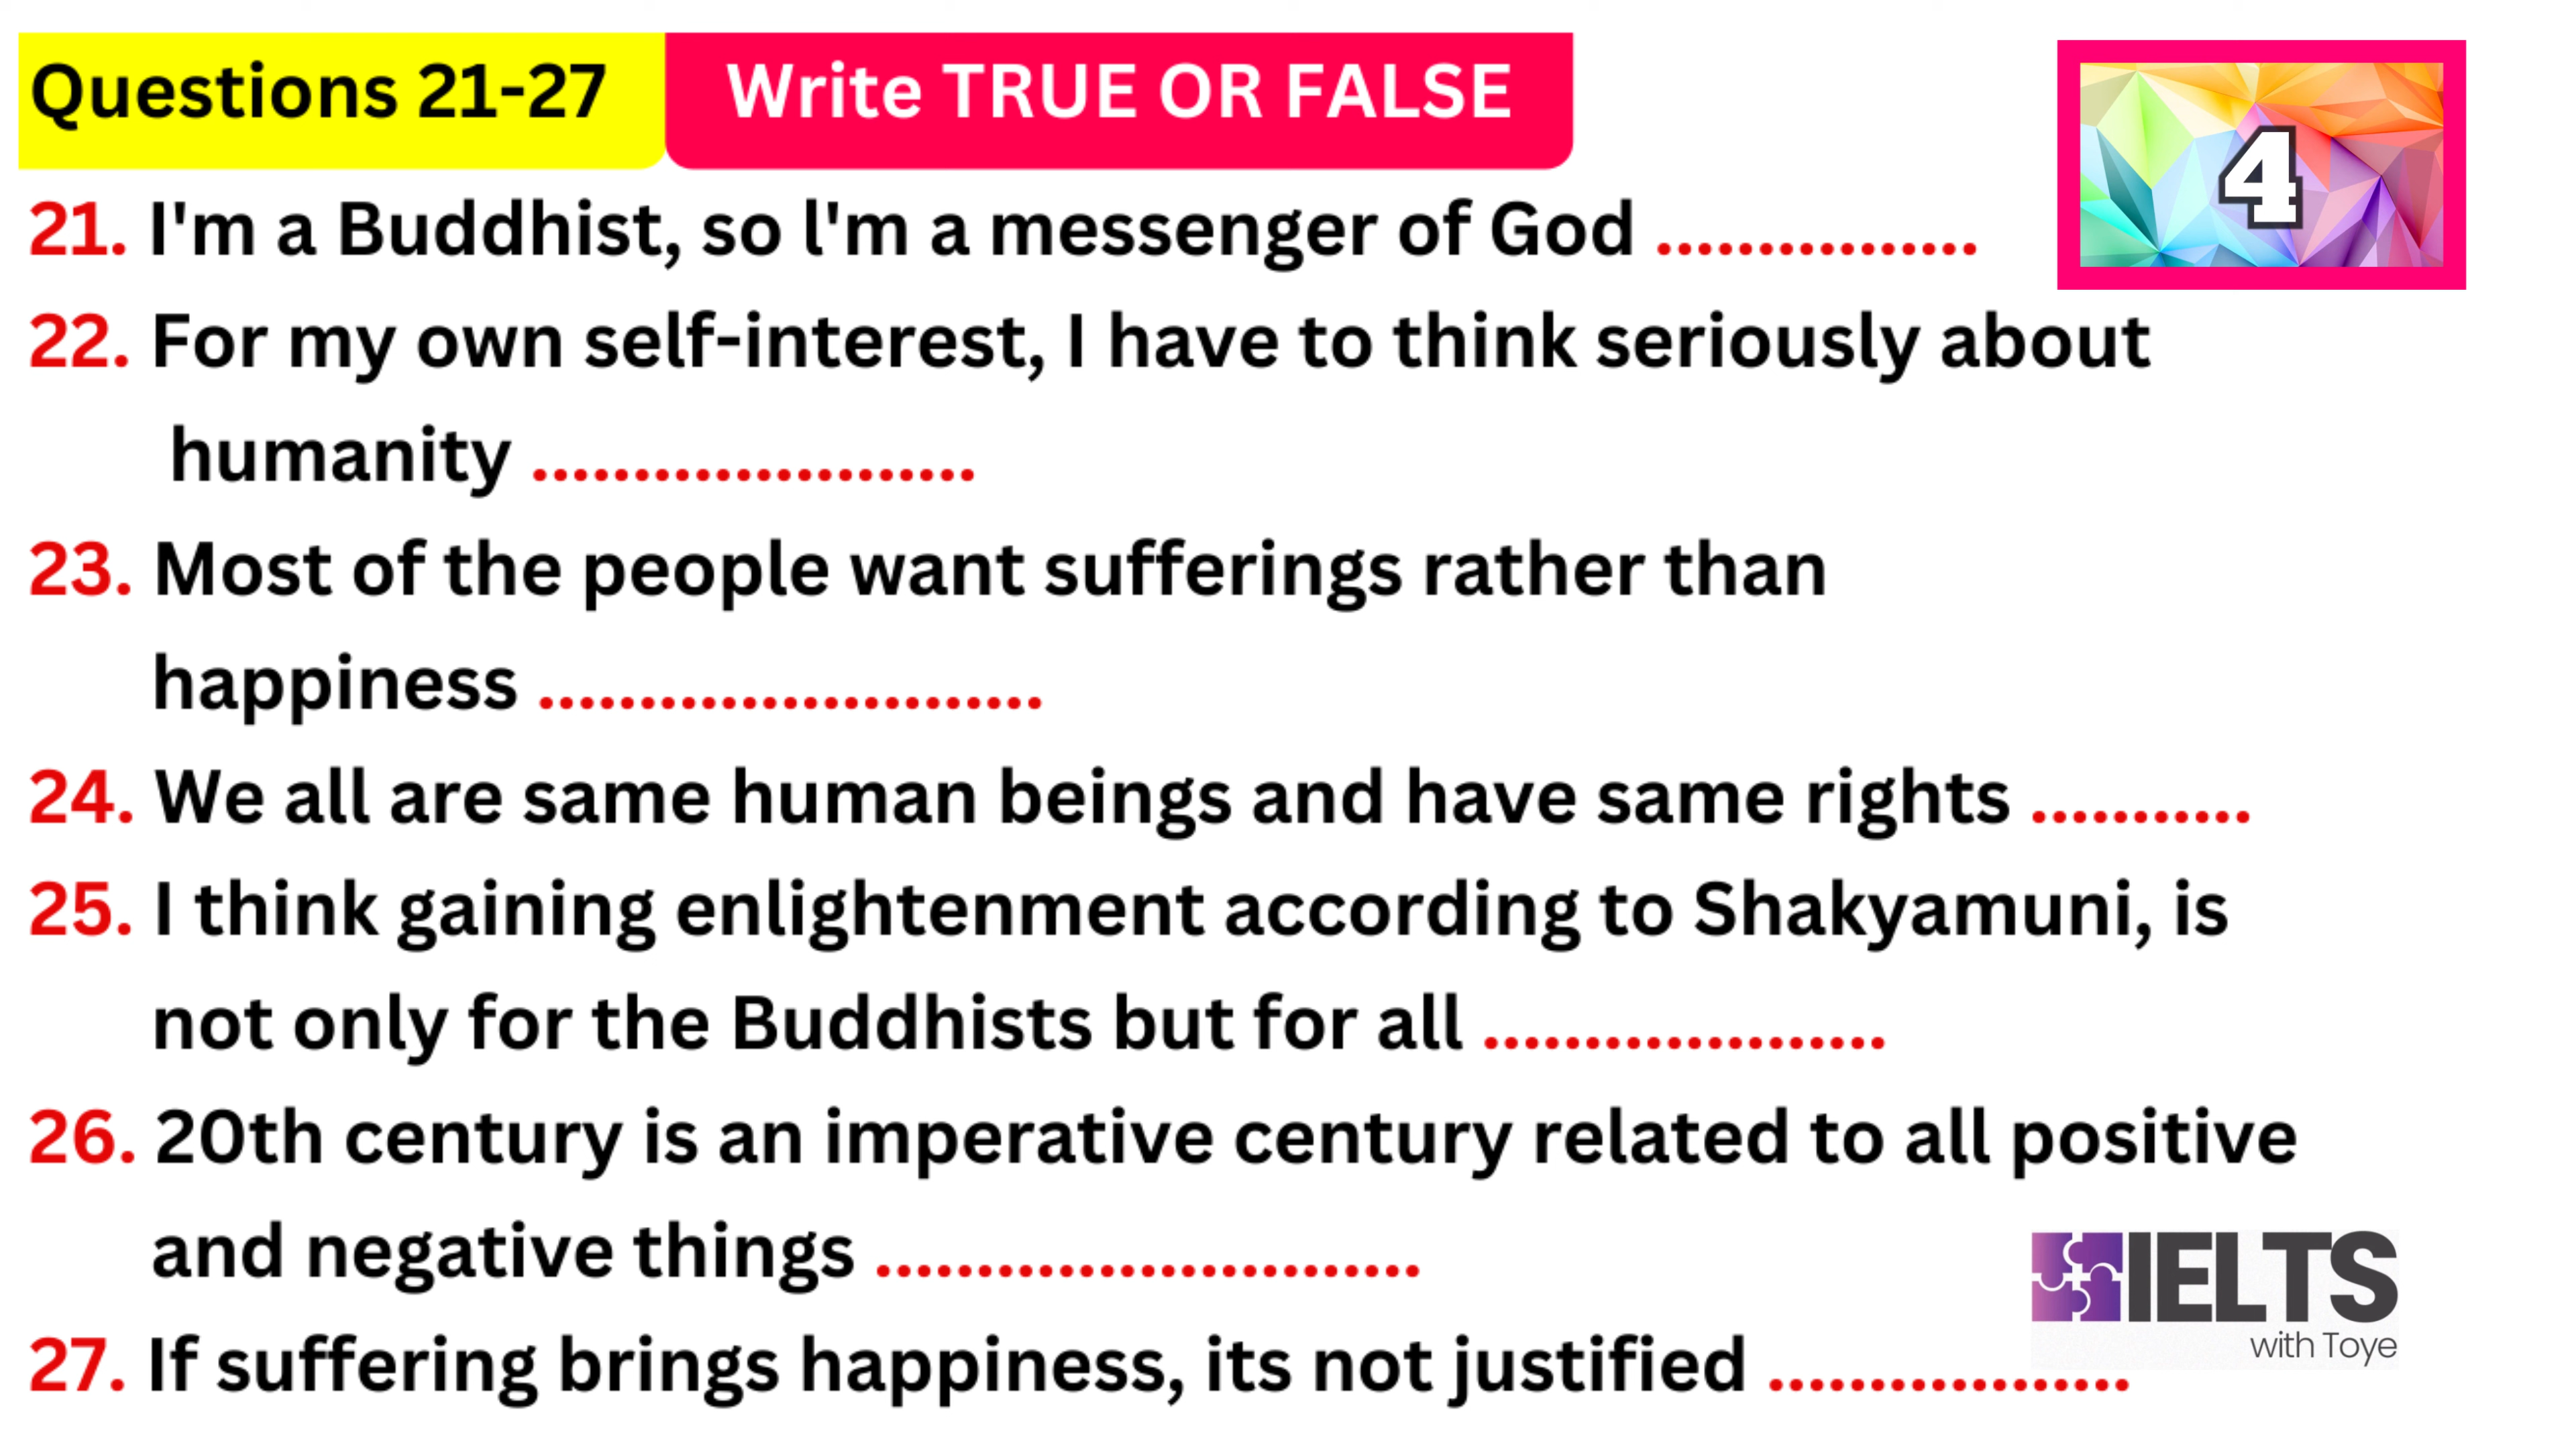 Questions 21-27 Write TRUE OR FALSE
4
21. I'm a Buddhist, so l'm a messenger of God ................
22. For my own self-interest, I have to think seriously about
humanity ......................
23. Most of the people want sufferings rather than
happiness .........................
24. We all are same human beings and have same rights ...........
25. I think gaining enlightenment according to Shakyamuni, is
not only for the Buddhists but for all ....................
26. 20th century is an imperative century related to all positive
and negative things ...........................
27. If suffering brings happiness, its not justified ..................
IELTS
with Toye